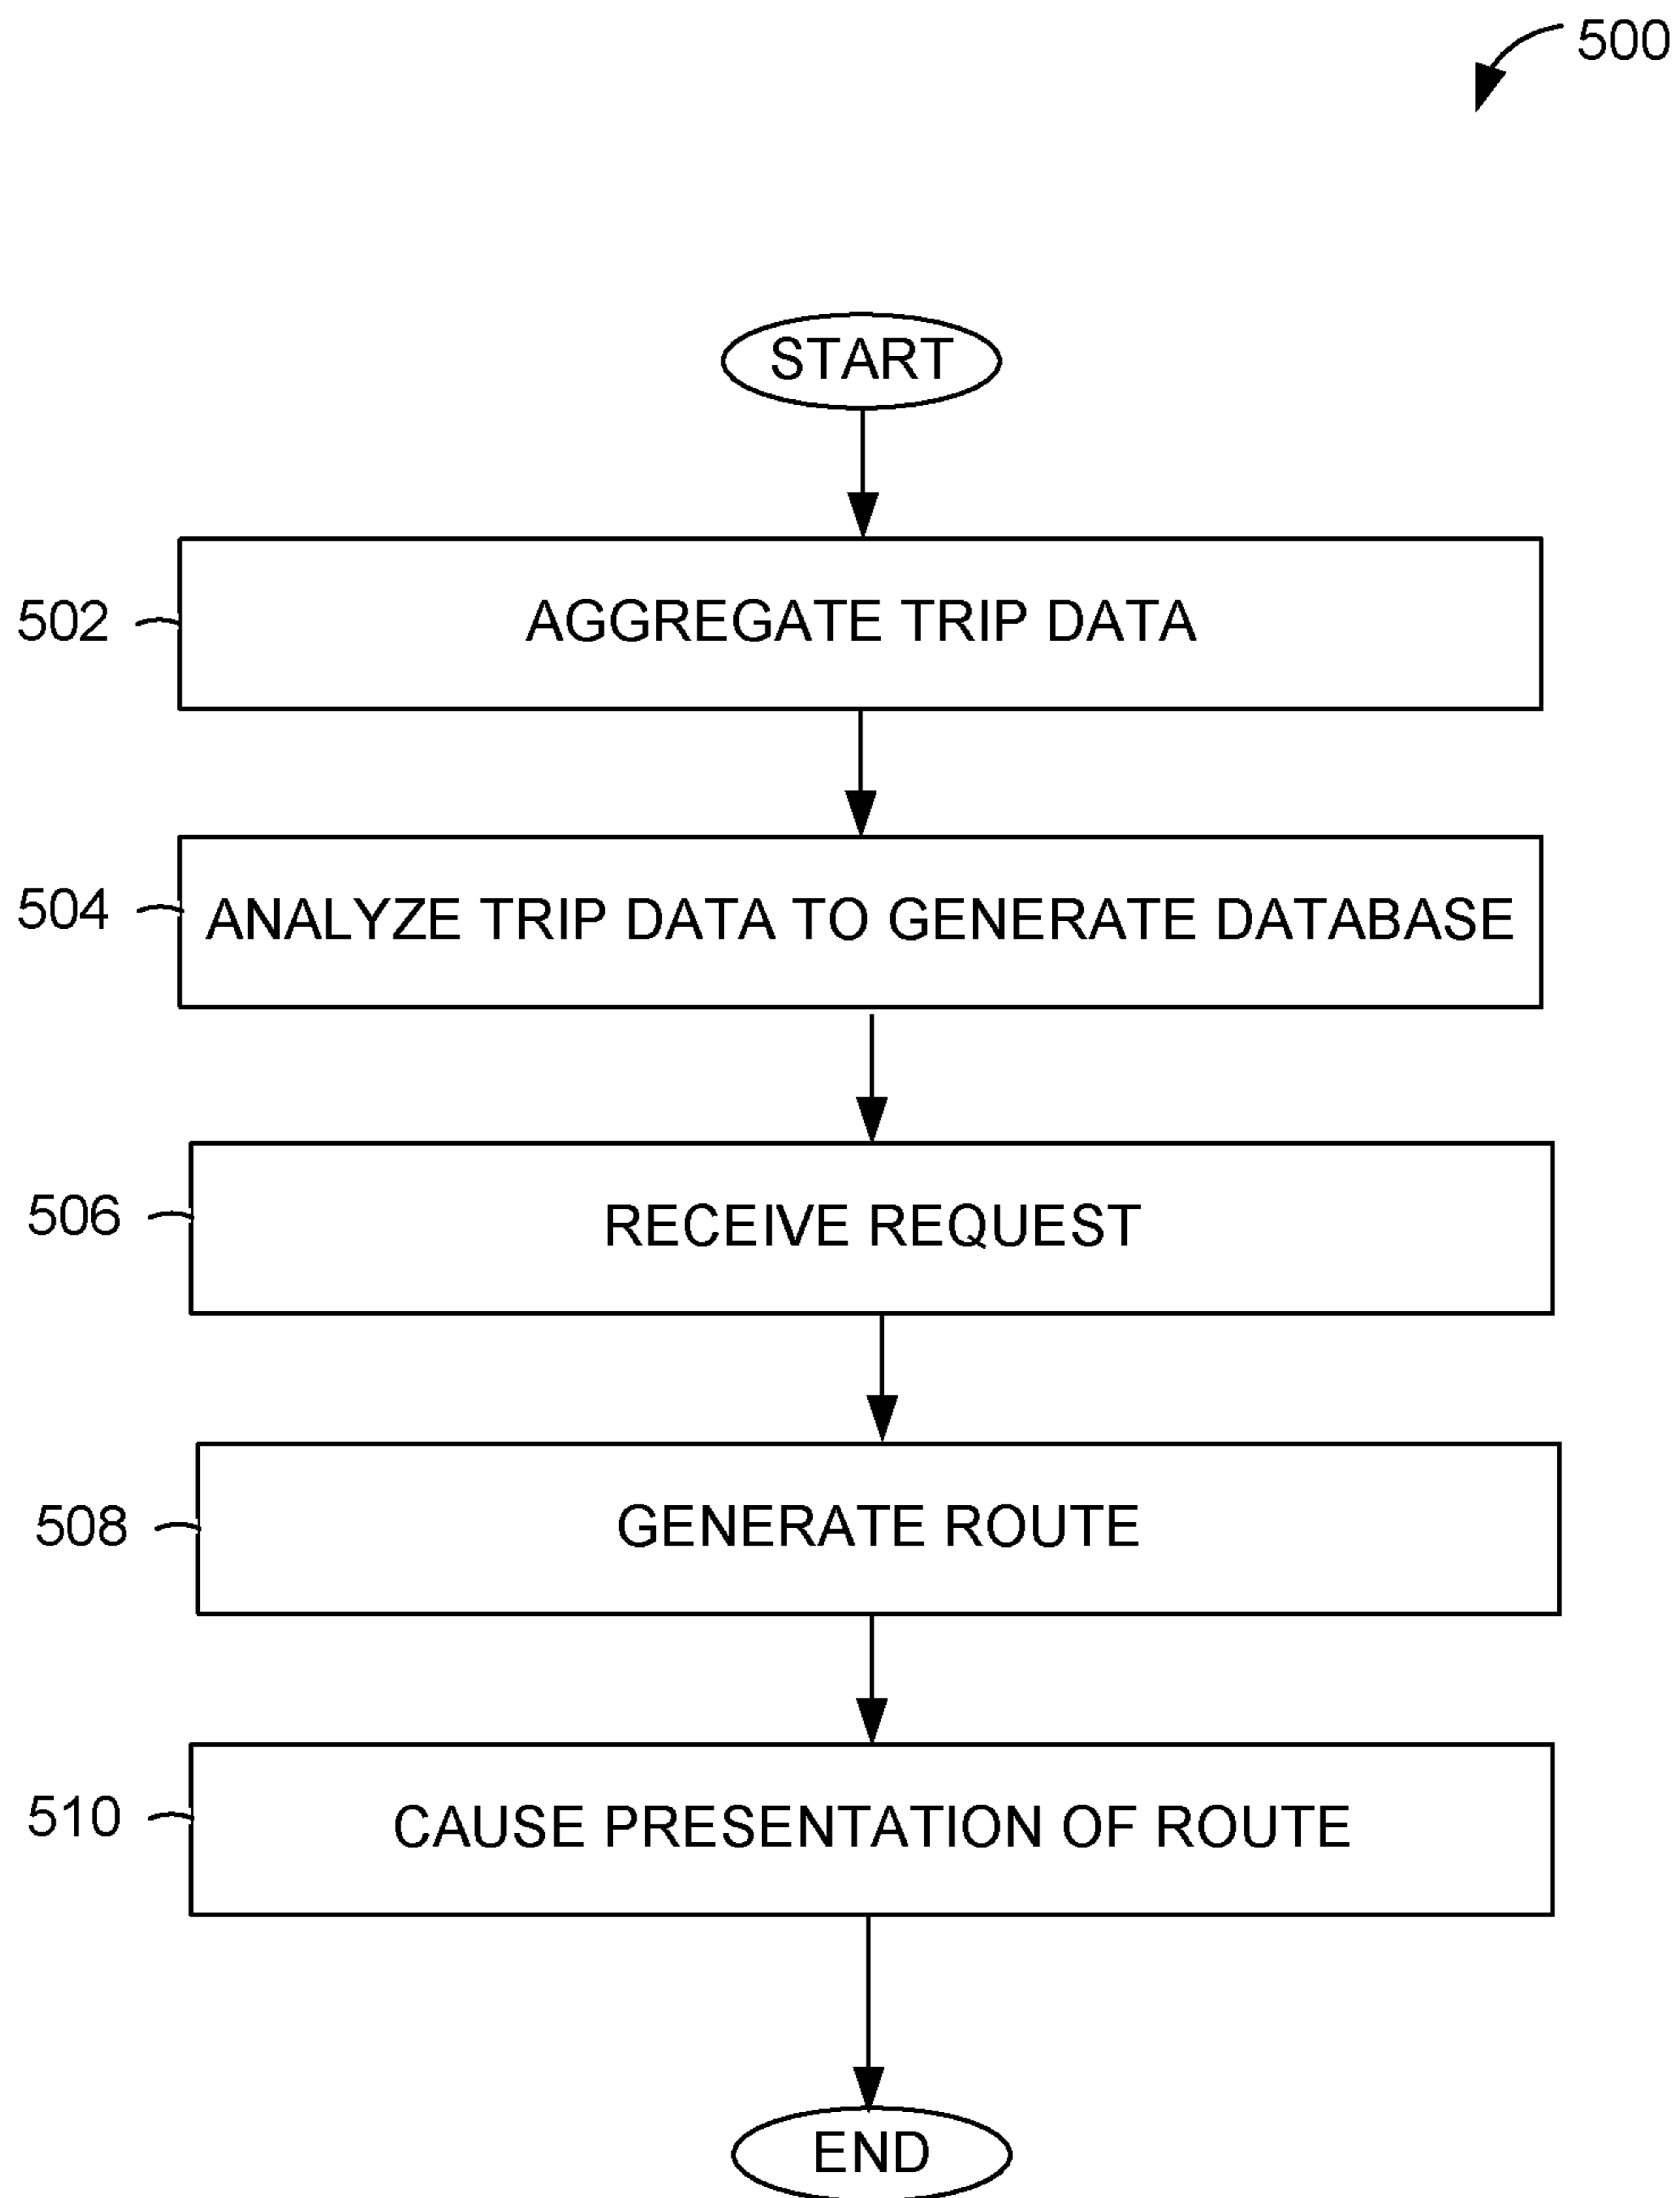 500
START
502
AGGREGATE TRIP DATA
504
ANALYZE TRIP DATA TO GENERATE DATABASE
506
RECEIVE REQUEST
508
GENERATE ROUTE
510
CAUSE PRESENTATION OF ROUTE
END